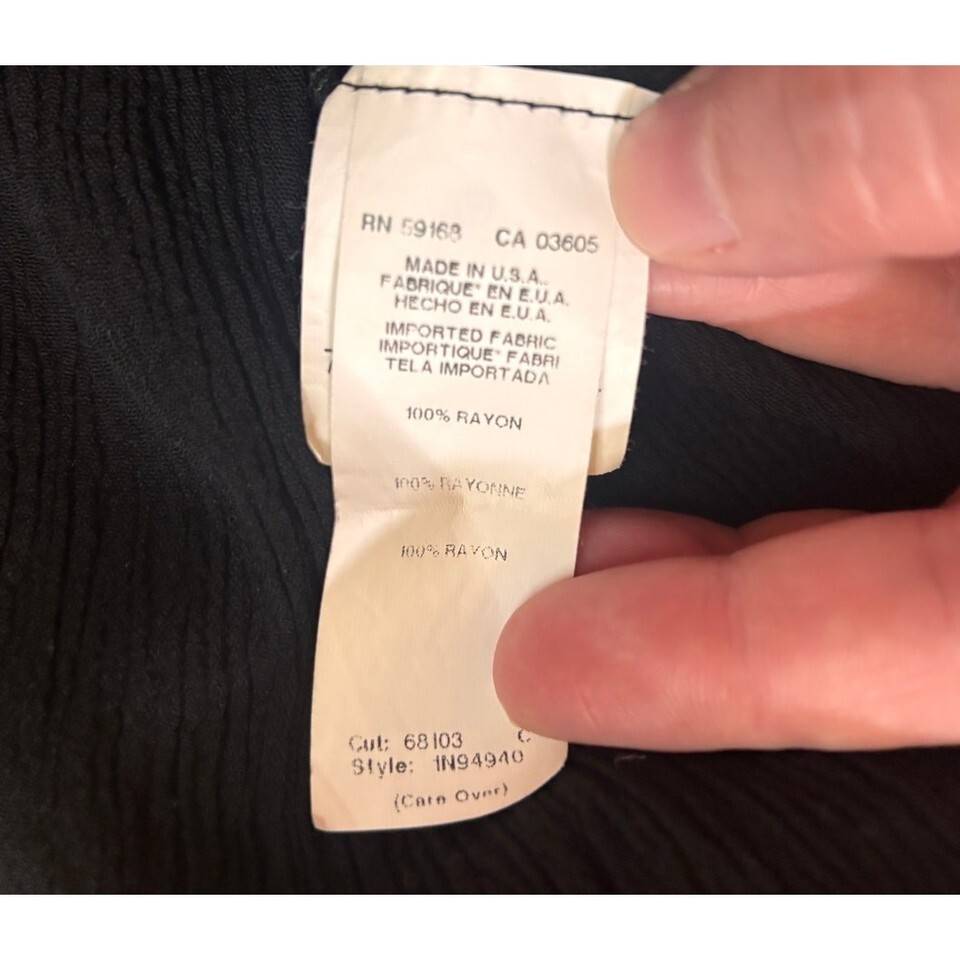 RN 59168 CA 03605
MADE IN U.S.A.
FABRIQUE' EN E.U.A.
HECHO EN E.U.A.
IMPORTED FABRIC
IMPORTIQUE' FABRI
TELA IMPORTADA
100% RAYON
100% RAYONNE
100% RAYON
Cut: 68103 C
Style: 1N94940
(Care Over)